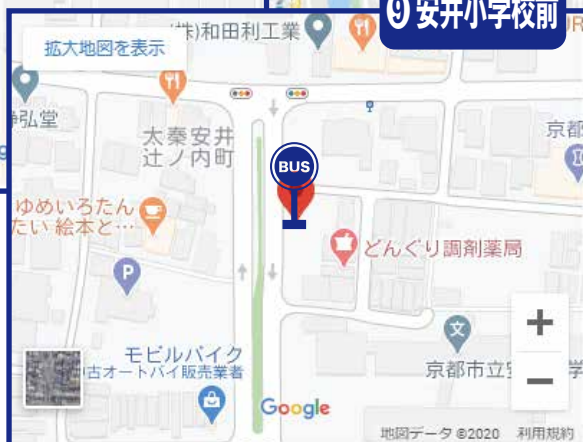 ⑨ 安井小学校前
拡大地図を表示
(株)和田利工業
弘堂
太秦安井
辻ノ内町
京都
BUS
ゆめいろたん
たい 絵本と…
どんぐり調剤薬局
P
モビルバイク
古オートバイ販売業者
文
京都市立
学
+
−
Google
地図データ ©2020 利用規約